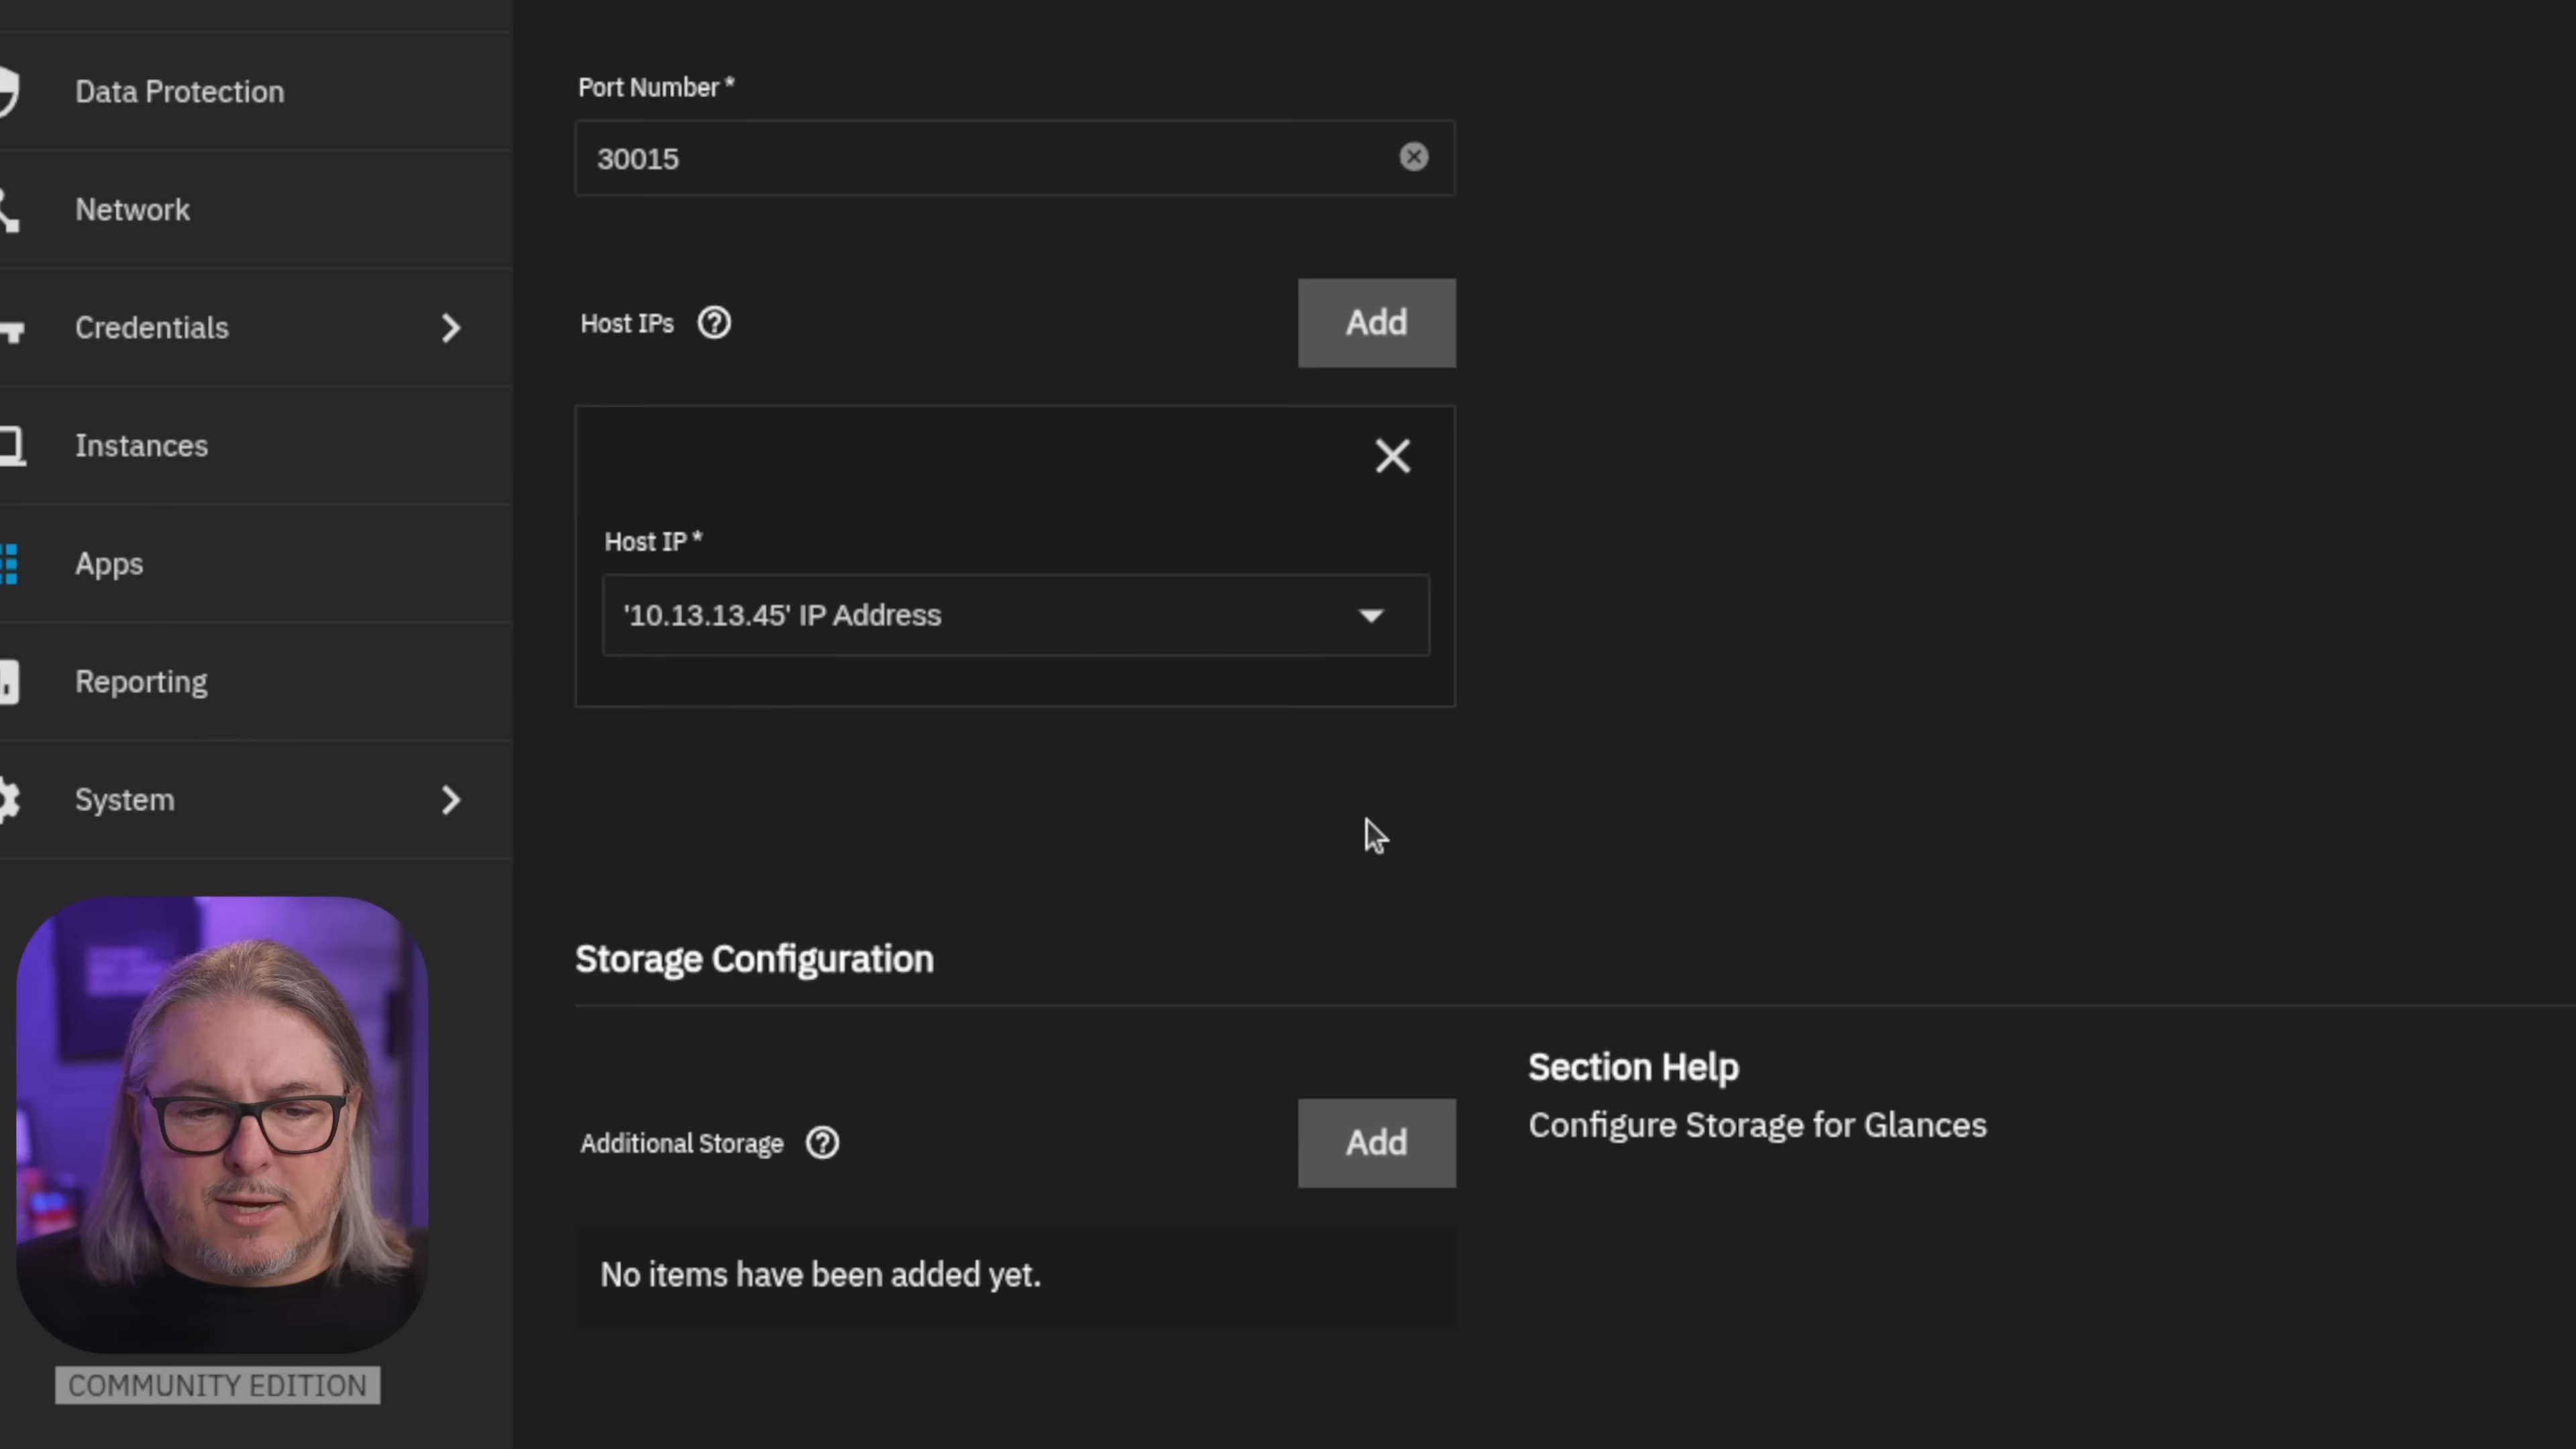 Data Protection
Network
Credentials
Instances
Apps
Reporting
System
COMMUNITY EDITION
Port Number *
30015
Host IPs
Add
Host IP *
'10.13.13.45' IP Address
Storage Configuration
Additional Storage
Add
No items have been added yet.
Section Help
Configure Storage for Glances